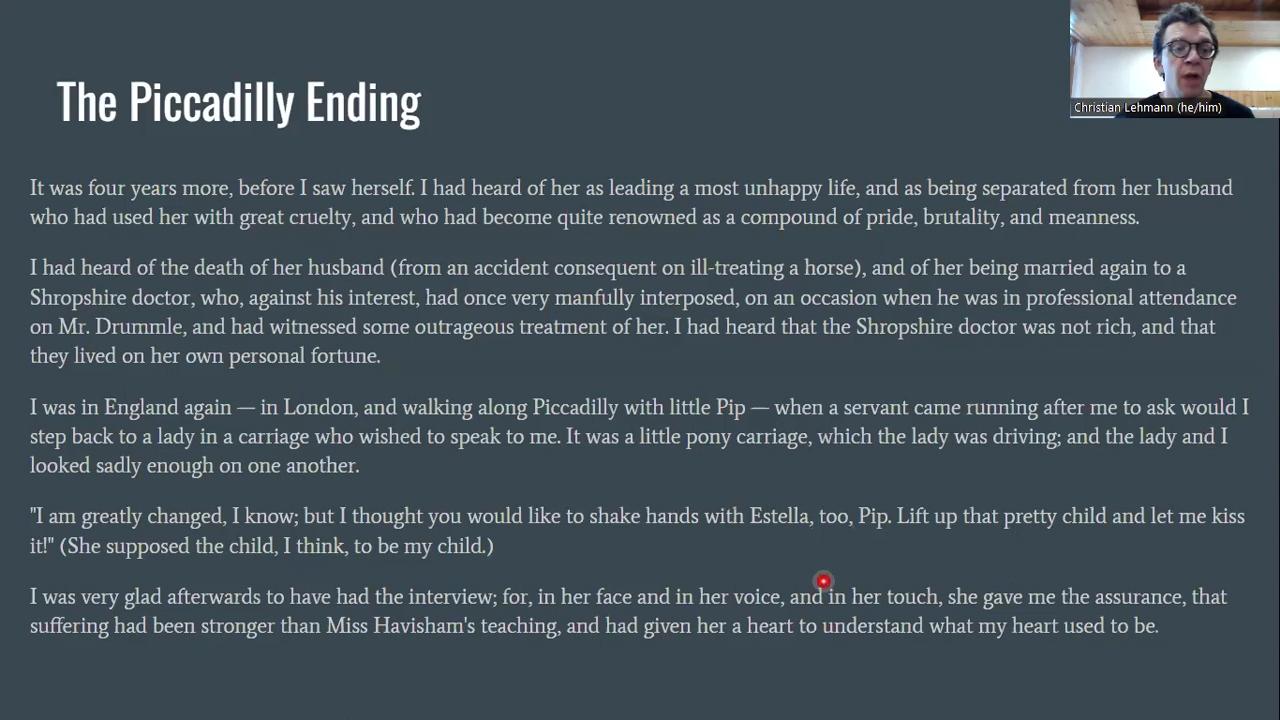 The Piccadilly Ending
Christian Lehmann (he/him)
It was four years more, before I saw herself. I had heard of her as leading a most unhappy life, and as being separated from her husband
who had used her with great cruelty, and who had become quite renowned as a compound of pride, brutality, and meanness.
I had heard of the death of her husband (from an accident consequent on ill-treating a horse), and of her being married again to a
Shropshire doctor, who, against his interest, had once very manfully interposed, on an occasion when he was in professional attendance
on Mr. Drummle, and had witnessed some outrageous treatment of her. I had heard that the Shropshire doctor was not rich, and that
they lived on her own personal fortune.
I was in England again — in London, and walking along Piccadilly with little Pip — when a servant came running after me to ask would I
step back to a lady in a carriage who wished to speak to me. It was a little pony carriage, which the lady was driving; and the lady and I
looked sadly enough on one another.
"I am greatly changed, I know; but I thought you would like to shake hands with Estella, too, Pip. Lift up that pretty child and let me kiss
it!" (She supposed the child, I think, to be my child.)
I was very glad afterwards to have had the interview; for, in her face and in her voice, and in her touch, she gave me the assurance, that
suffering had been stronger than Miss Havisham's teaching, and had given her a heart to understand what my heart used to be.